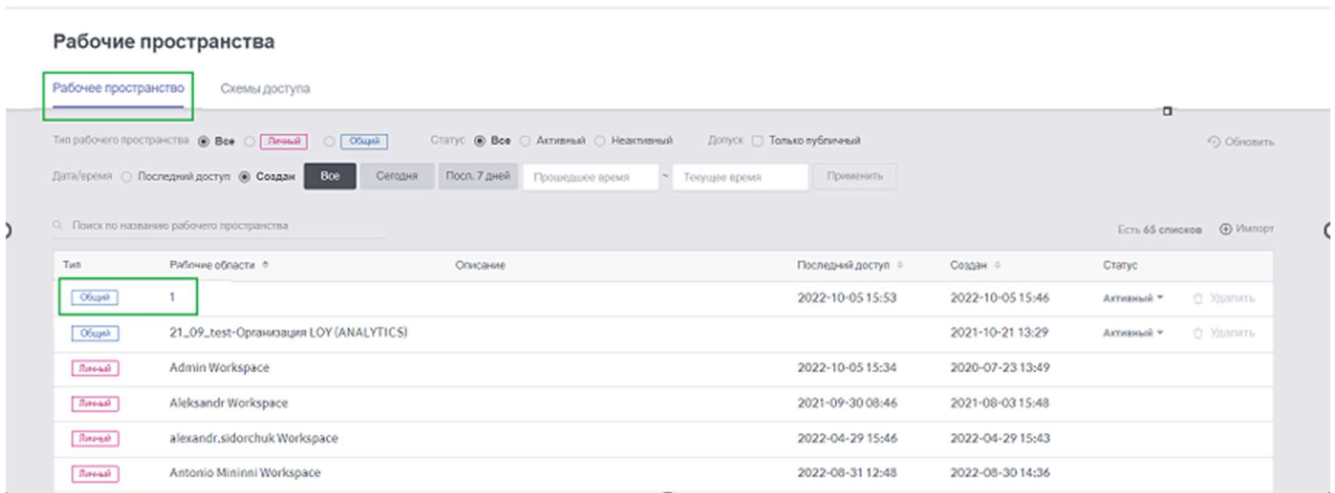 Рабочие пространства
Рабочее пространство Схемы доступа
Тип рабочего пространства Все Личный Общий Статус Все Активный Неактивный Допуск Только публичный Обновить
Дата/время Последний доступ Создан Все Сегодня Посл. 7 дней Прошедшее время ~ Текущее время Применить
Поиск по названию рабочего пространства Есть 65 списков Импорт
Тип Рабочие области Описание Последний доступ Создан Статус
Общий 1 2022-10-05 15:53 2022-10-05 15:46 Активный Удалить
Общий 21_09_test-Организация LOY (ANALYTICS) 2021-10-21 13:29 Активный Удалить
Личный Admin Workspace 2022-10-05 15:34 2020-07-23 13:49
Личный Aleksandr Workspace 2021-09-30 08:46 2021-08-03 15:48
Личный alexandr.sidorchuk Workspace 2022-04-29 15:46 2022-04-29 15:43
Личный Antonio Mininni Workspace 2022-08-31 12:48 2022-08-30 14:36